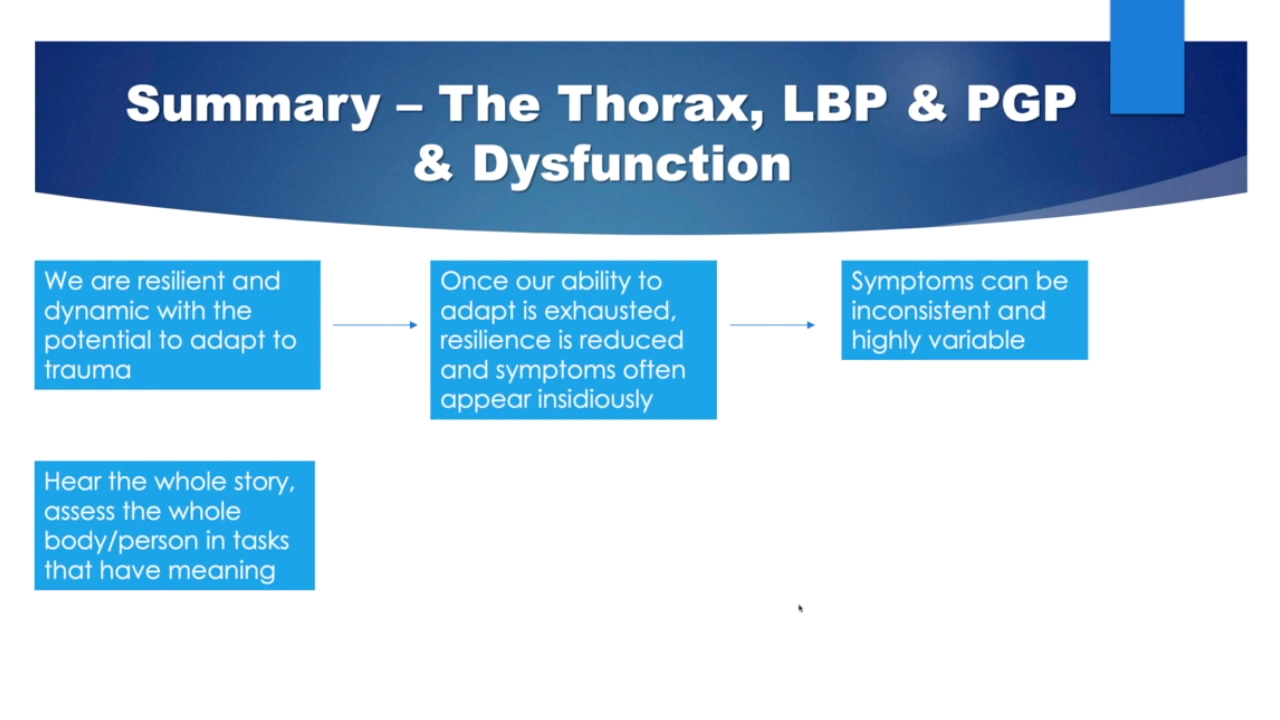 Summary – The Thorax, LBP & PGP
& Dysfunction
We are resilient and
dynamic with the
potential to adapt to
trauma
Once our ability to
adapt is exhausted,
resilience is reduced
and symptoms often
appear insidiously
Symptoms can be
inconsistent and
highly variable
Hear the whole story,
assess the whole
body/person in tasks
that have meaning